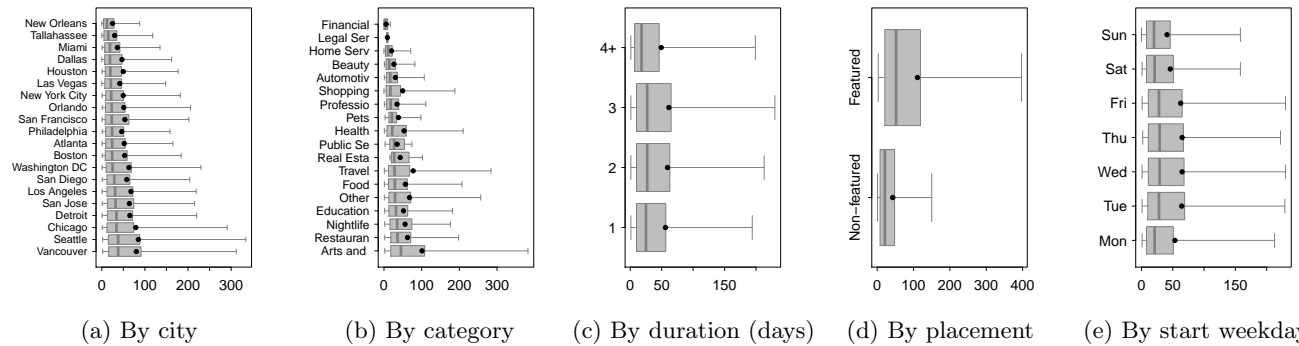 New Orleans
Tallahassee
Miami
Dallas
Houston
Las Vegas
New York City
Orlando
San Francisco
Philadelphia
Atlanta
Boston
Washington DC
San Diego
Los Angeles
San Jose
Detroit
Chicago
Seattle
Vancouver
0 100 200 300
(a) By city
Financial
Legal Ser
Home Serv
Beauty
Automotiv
Shopping
Professio
Pets
Health
Public Se
Real Esta
Travel
Food
Other
Education
Nightlife
Restauran
Arts and
0 100 200 300
(b) By category
4+
3
2
1
0 50 150
(c) By duration (days)
Featured
Non-featured
0 100 200 300 400
(d) By placement
Sun
Sat
Fri
Thu
Wed
Tue
Mon
0 50 150
(e) By start weekday